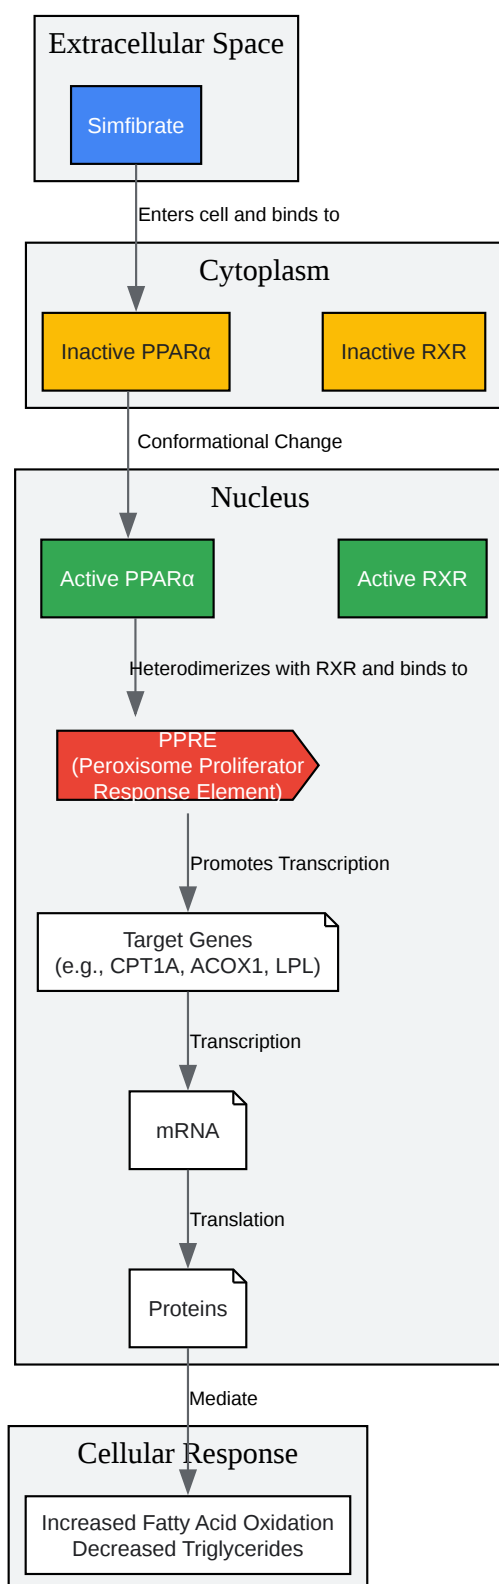 Extracellular Space
Simfibrate
Enters cell and binds to
Cytoplasm
Inactive PPARα
Inactive RXR
Conformational Change
Nucleus
Active PPARα
Active RXR
Heterodimerizes with RXR and binds to
PPRE
(Peroxisome Proliferator
Response Element)
Promotes Transcription
Target Genes
(e.g., CPT1A, ACOX1, LPL)
Transcription
mRNA
Translation
Proteins
Mediate
Cellular Response
Increased Fatty Acid Oxidation
Decreased Triglycerides